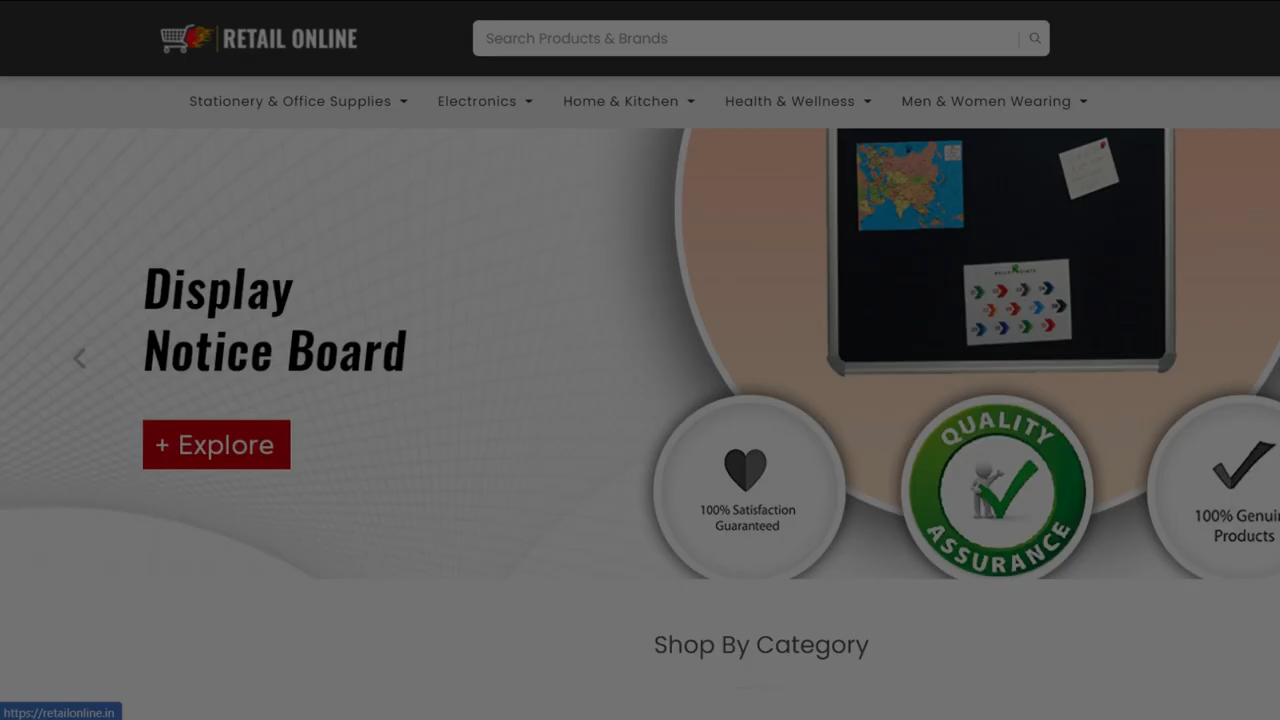 RETAIL ONLINE
Search Products & Brands
Stationery & Office Supplies
Electronics
Home & Kitchen
Health & Wellness
Men & Women Wearing
Display
Notice Board
+ Explore
100% Satisfaction
Guaranteed
QUALITY
ASSURANCE
100% Genui
Products
Shop By Category
https://retailonline.in